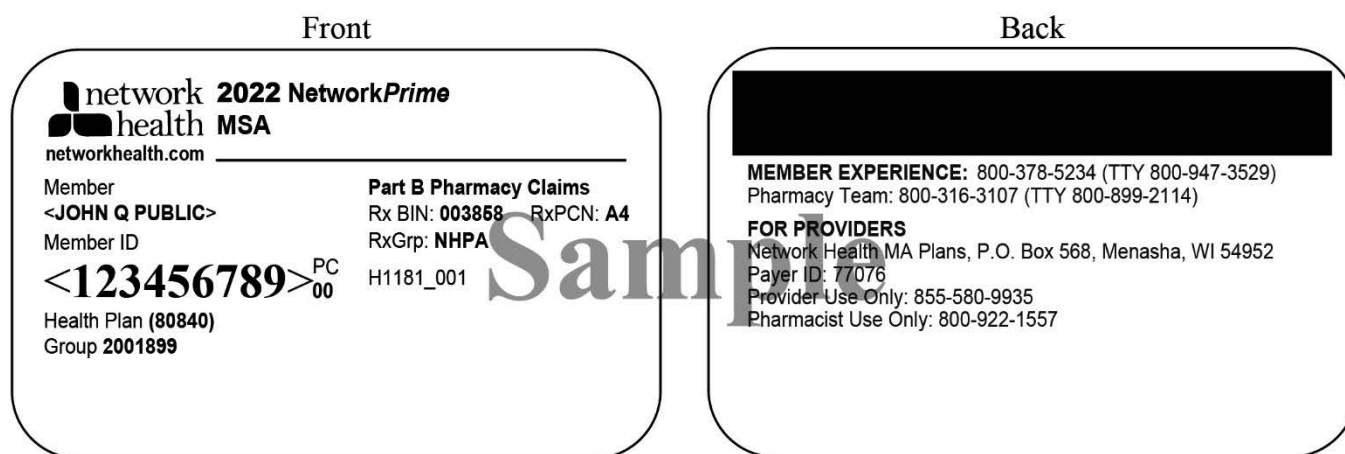 Front
network health
2022 NetworkPrime
MSA
networkhealth.com
Member
<JOHN Q PUBLIC>
Member ID
<123456789> PC 00
Health Plan (80840)
Group 2001899
Part B Pharmacy Claims
Rx BIN: 003858 RxPCN: A4
RxGrp: NHPA
H1181_001
Sample
Back
MEMBER EXPERIENCE: 800-378-5234 (TTY 800-947-3529)
Pharmacy Team: 800-316-3107 (TTY 800-899-2114)
FOR PROVIDERS
Network Health MA Plans, P.O. Box 568, Menasha, WI 54952
Payer ID: 77076
Provider Use Only: 855-580-9935
Pharmacist Use Only: 800-922-1557